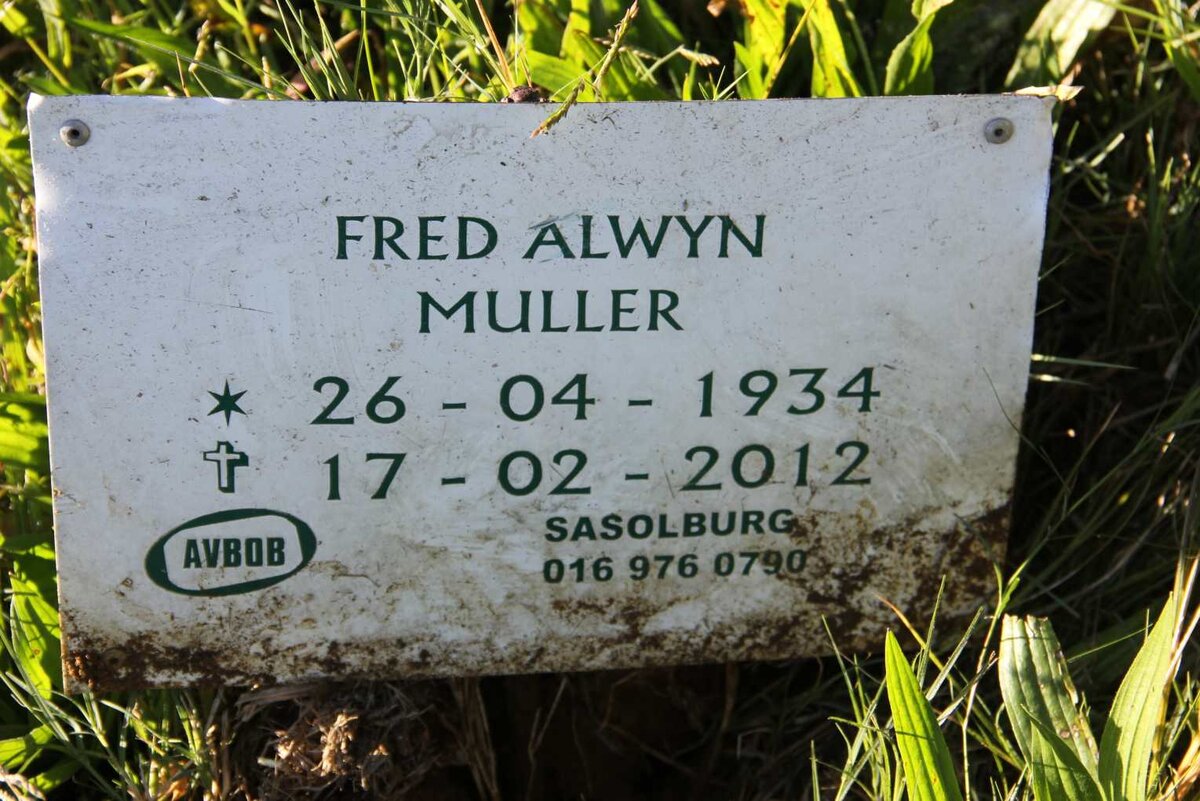 FRED ALWYN
MULLER
26 - 04 - 1934
17 - 02 - 2012
AVBOB
SASOLBURG
016 976 0790